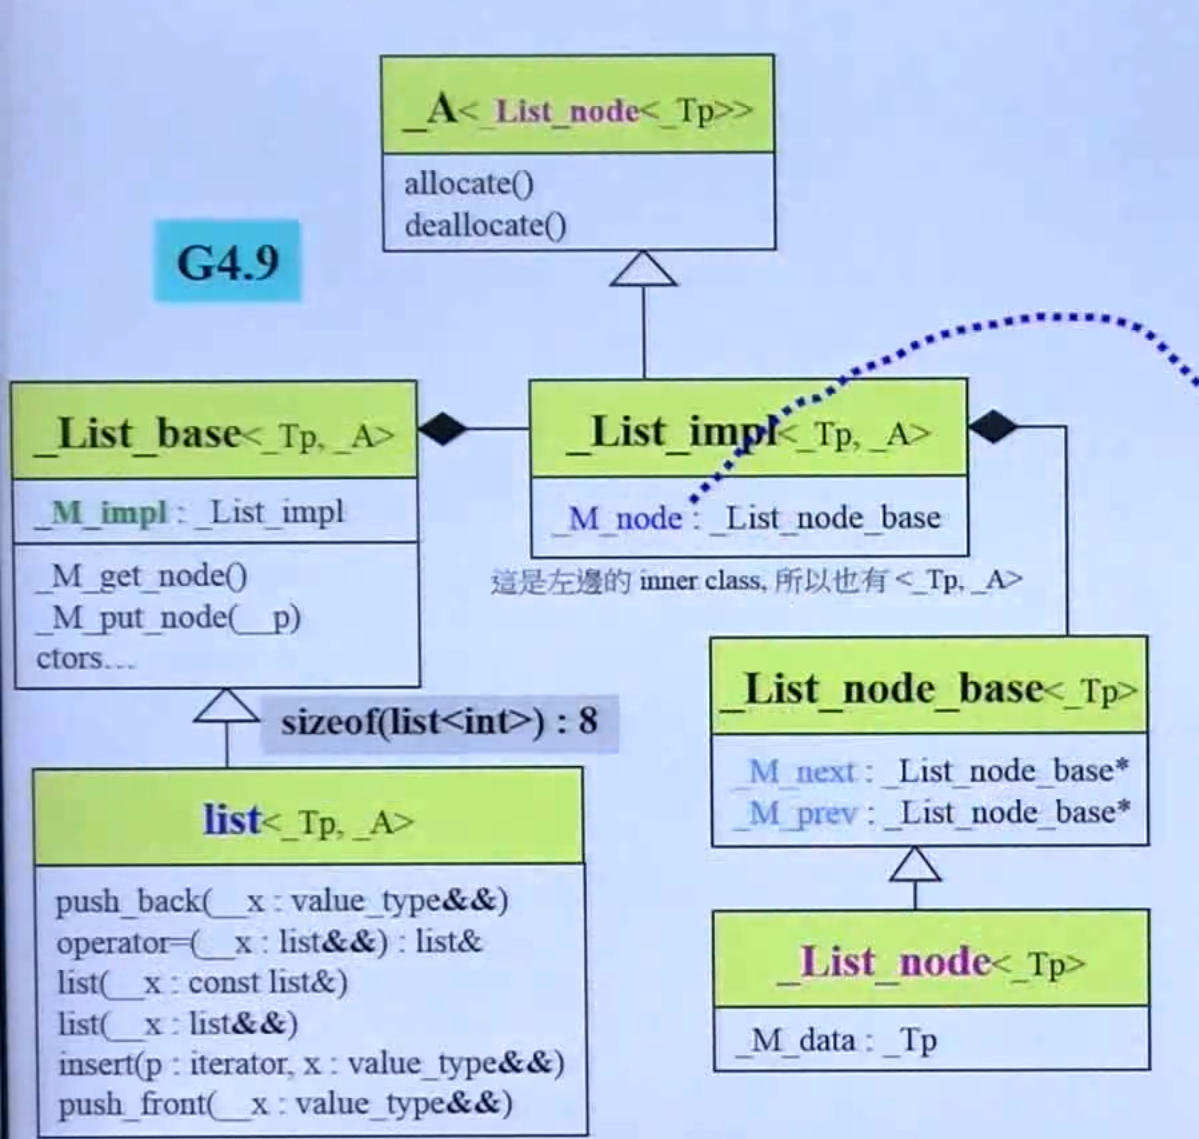 _A<_List_node<_Tp>>
allocate()
deallocate()
G4.9
_List_base<_Tp, _A>
_M_impl : _List_impl
_M_get_node()
_M_put_node(__p)
ctors...
_List_impl<_Tp, _A>
_M_node : _List_node_base
這是左邊的 inner class, 所以也有 <_Tp, _A>
sizeof(list<int>) : 8
_List_node_base<_Tp>
_M_next : _List_node_base*
_M_prev : _List_node_base*
list<_Tp, _A>
push_back(__x : value_type&&)
operator=(__x : list&&) : list&
list(__x : const list&)
list(__x : list&&)
insert(p : iterator, x : value_type&&)
push_front(__x : value_type&&)
_List_node<_Tp>
_M_data : _Tp